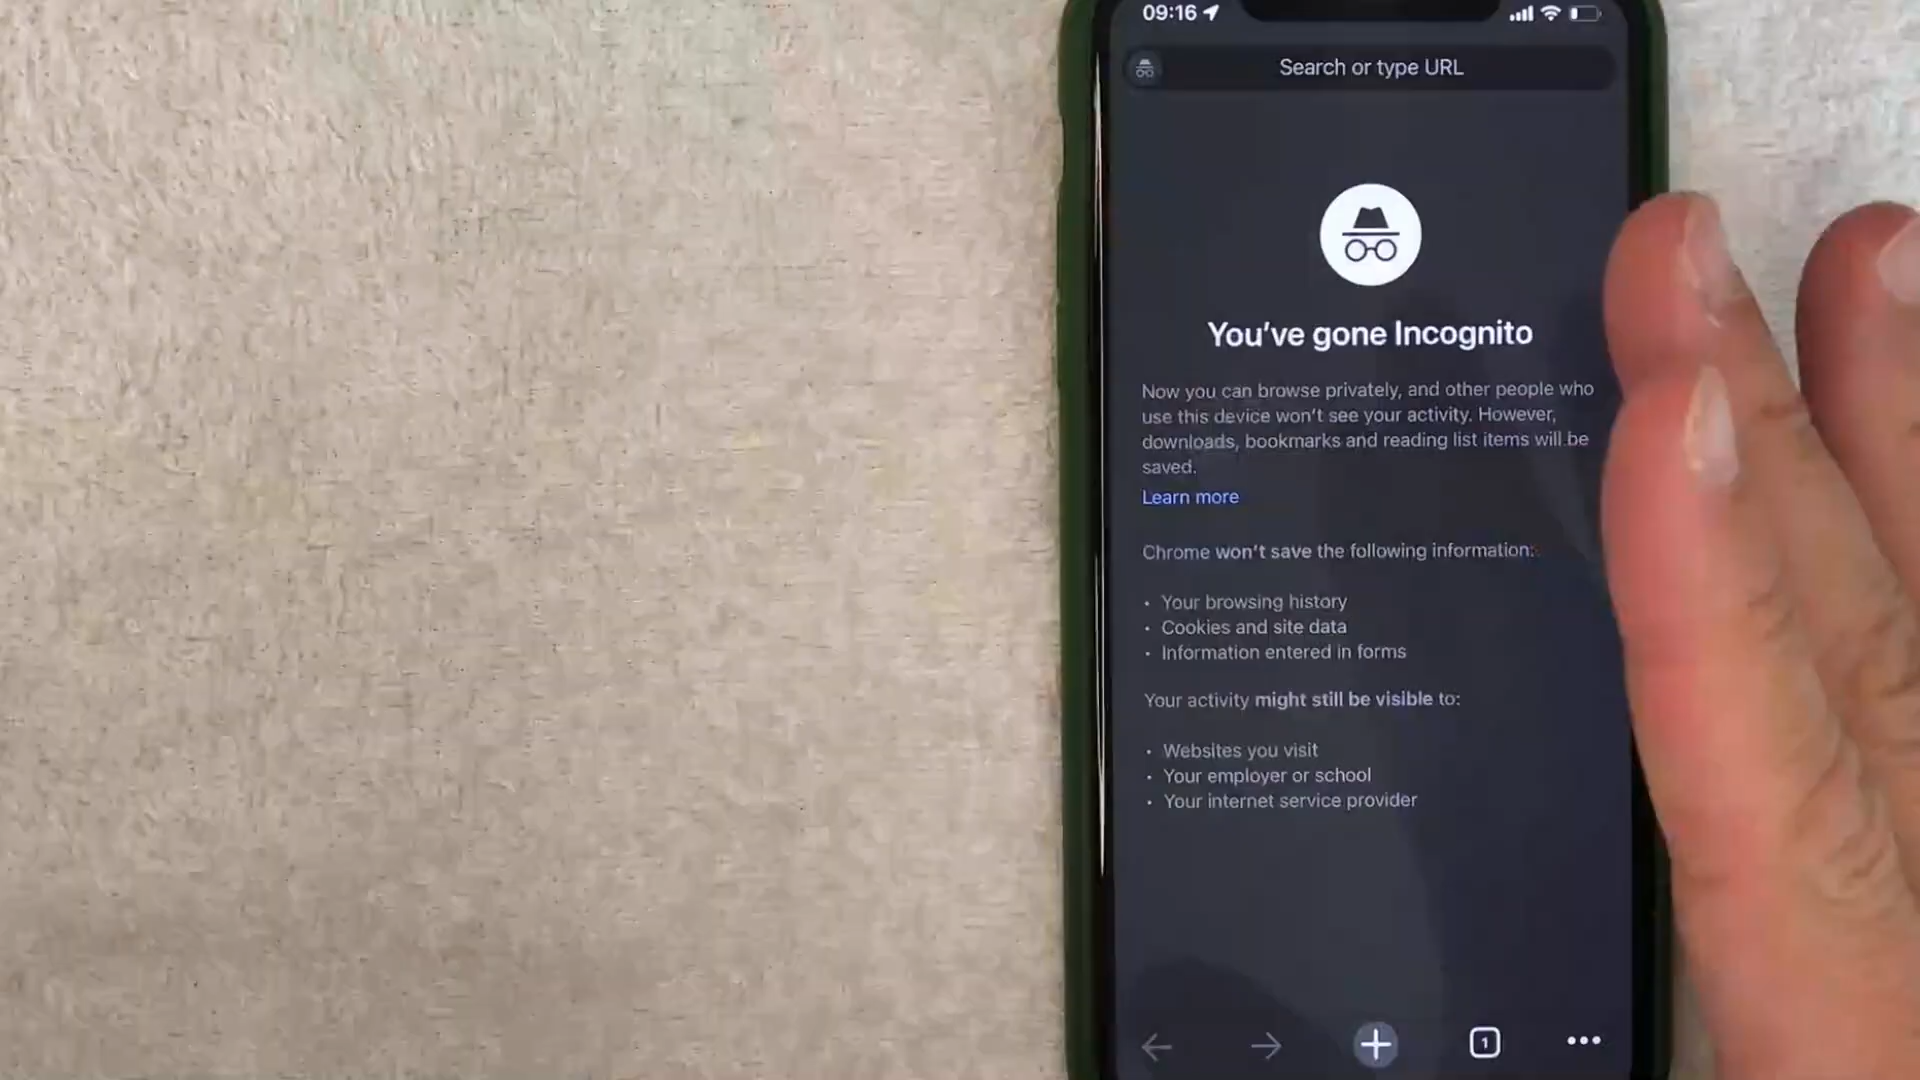 09:16
Search or type URL
You've gone Incognito
Now you can browse privately, and other people who
use this device won't see your activity. However,
downloads, bookmarks and reading list items will be
saved.
Learn more
Chrome won't save the following information:
• Your browsing history
• Cookies and site data
• Information entered in forms
Your activity might still be visible to:
• Websites you visit
• Your employer or school
• Your internet service provider
1